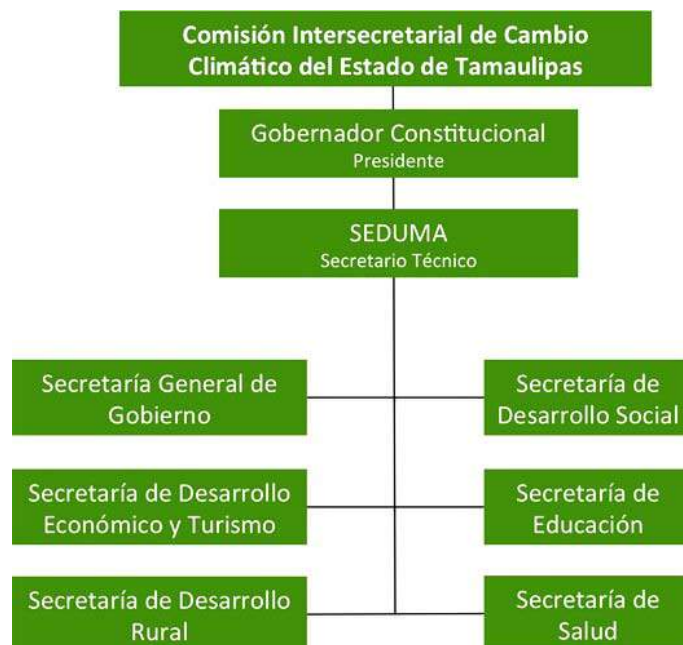 Comisión Intersecretarial de Cambio
Climático del Estado de Tamaulipas
Gobernador Constitucional
Presidente
SEDUMA
Secretario Técnico
Secretaría General de
Gobierno
Secretaría de
Desarrollo Social
Secretaría de Desarrollo
Económico y Turismo
Secretaría de
Educación
Secretaría de Desarrollo
Rural
Secretaría de
Salud